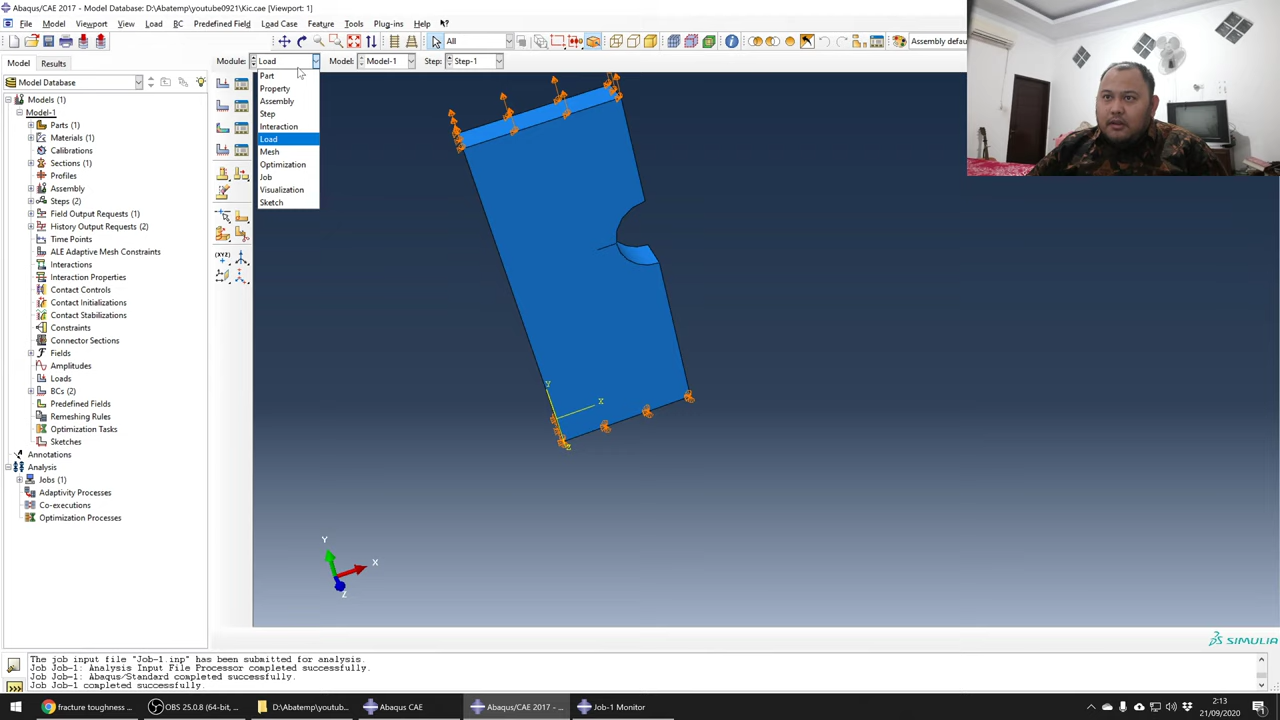 Abaqus/CAE 2017 - Model Database: D:\Abatemp\youtube0921\Kic.cae [Viewport: 1]
File Model Viewport View Load BC Predefined Field Load Case Feature Tools Plug-ins Help
All
Assembly defa
Model Results
Module: Load Model: Model-1 Step: Step-1
Model Database
Models (1)
Model-1
Parts (1)
Materials (1)
Calibrations
Sections (1)
Profiles
Assembly
Steps (2)
Field Output Requests (1)
History Output Requests (2)
Time Points
ALE Adaptive Mesh Constraints
Interactions
Interaction Properties
Contact Controls
Contact Initializations
Contact Stabilizations
Constraints
Connector Sections
Fields
Amplitudes
Loads
BCs (2)
Predefined Fields
Remeshing Rules
Optimization Tasks
Sketches
Annotations
Analysis
Jobs (1)
Adaptivity Processes
Co-executions
Optimization Processes
Part
Property
Assembly
Step
Interaction
Load
Mesh
Optimization
Job
Visualization
Sketch
(XYZ)
Y
X
Z
Y
X
Z
SIMULIA
The job input file "Job-1.inp" has been submitted for analysis.
Job Job-1: Analysis Input File Processor completed successfully.
Job Job-1: Abaqus/Standard completed successfully.
Job Job-1 completed successfully.
fracture toughness ...
OBS 25.0.8 (64-bit, ...
D:\Abatemp\youtub...
Abaqus CAE
Abaqus/CAE 2017 - ...
Job-1 Monitor
2:13
21/09/2020